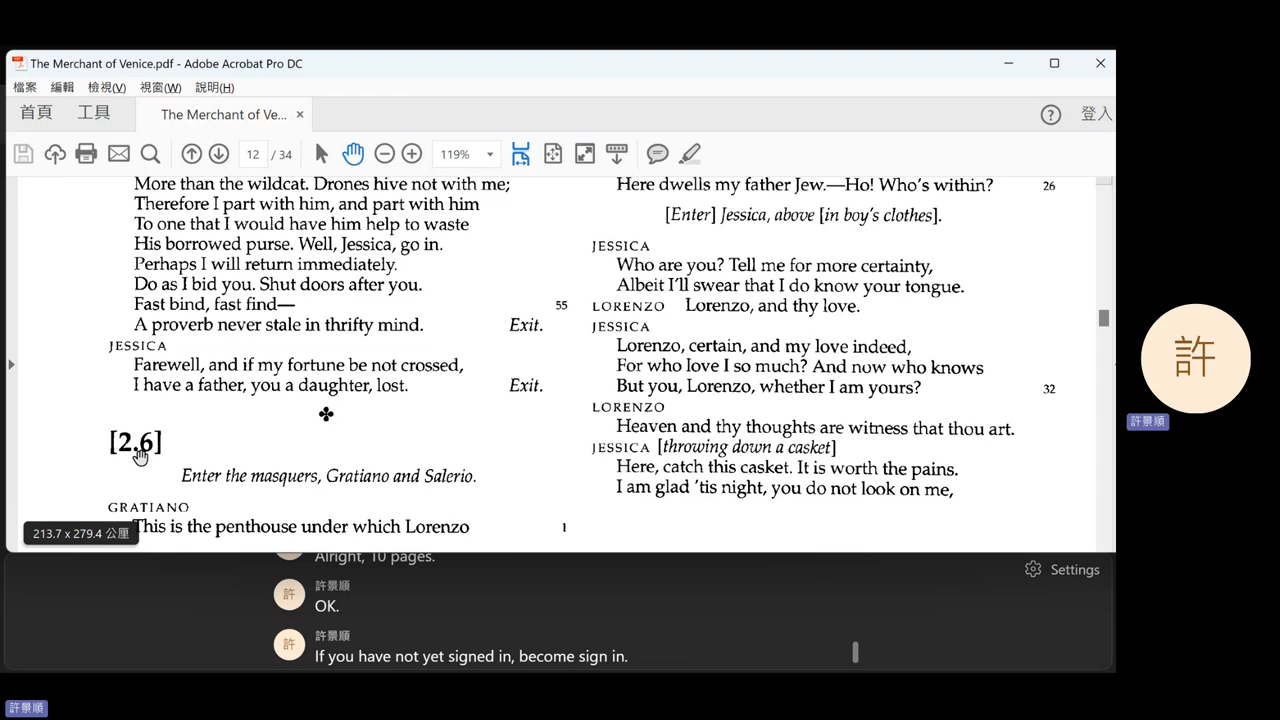 The Merchant of Venice.pdf - Adobe Acrobat Pro DC
檔案 編輯 檢視(V) 視窗(W) 說明(H)
首頁 工具 The Merchant of Ve... × 登入
12 / 34 119%
More than the wildcat. Drones hive not with me;
Therefore I part with him, and part with him
To one that I would have him help to waste
His borrowed purse. Well, Jessica, go in.
Perhaps I will return immediately.
Do as I bid you. Shut doors after you.
Fast bind, fast find— 55
A proverb never stale in thrifty mind. Exit.
JESSICA
Farewell, and if my fortune be not crossed,
I have a father, you a daughter, lost. Exit.
[2.6]
Enter the masquers, Gratiano and Salerio.
GRATIANO
This is the penthouse under which Lorenzo 1
213.7 x 279.4 公厘
Here dwells my father Jew.—Ho! Who's within? 26
[Enter] Jessica, above [in boy's clothes].
JESSICA
Who are you? Tell me for more certainty,
Albeit I'll swear that I do know your tongue.
LORENZO Lorenzo, and thy love.
JESSICA
Lorenzo, certain, and my love indeed,
For who love I so much? And now who knows
But you, Lorenzo, whether I am yours? 32
LORENZO
Heaven and thy thoughts are witness that thou art.
JESSICA [throwing down a casket]
Here, catch this casket. It is worth the pains.
I am glad 'tis night, you do not look on me,
Alright, 10 pages.
Settings
許 許景順
OK.
許 許景順
If you have not yet signed in, become sign in.
許
許景順
許景順